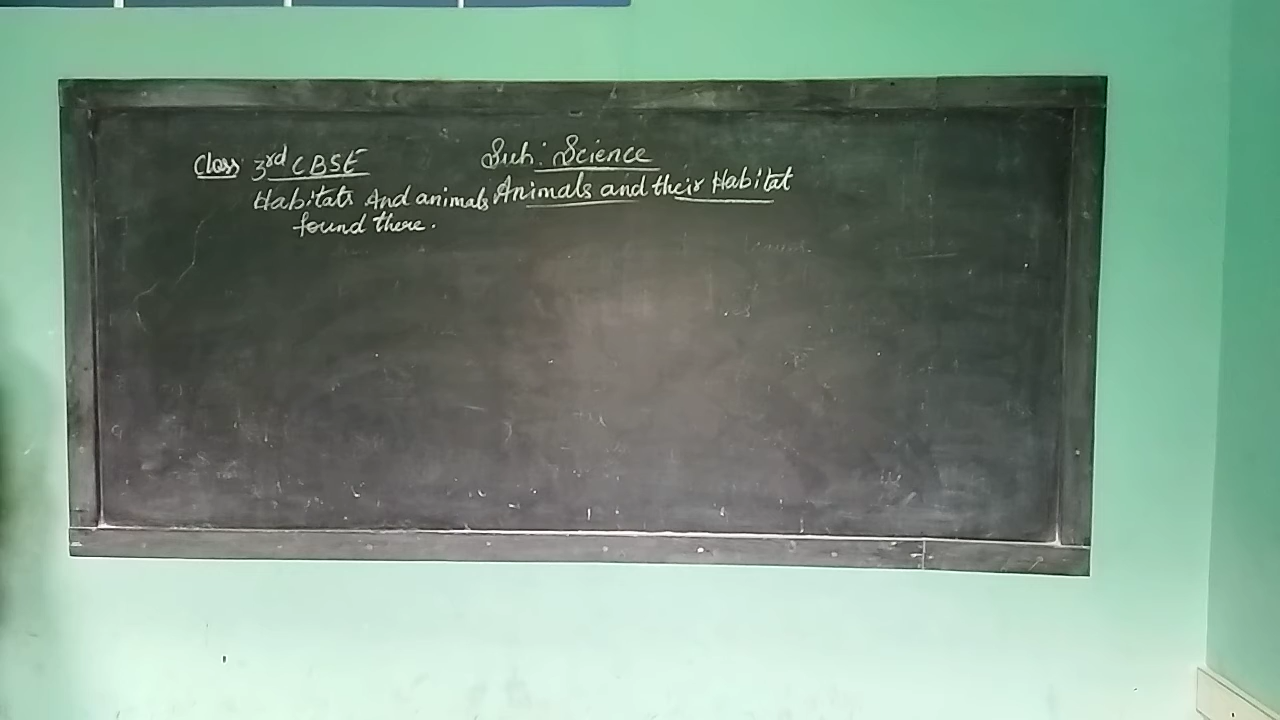 Class: 3rd CBSE
Sub: Science
Animals and their Habitat
Habitats And animals
found there.